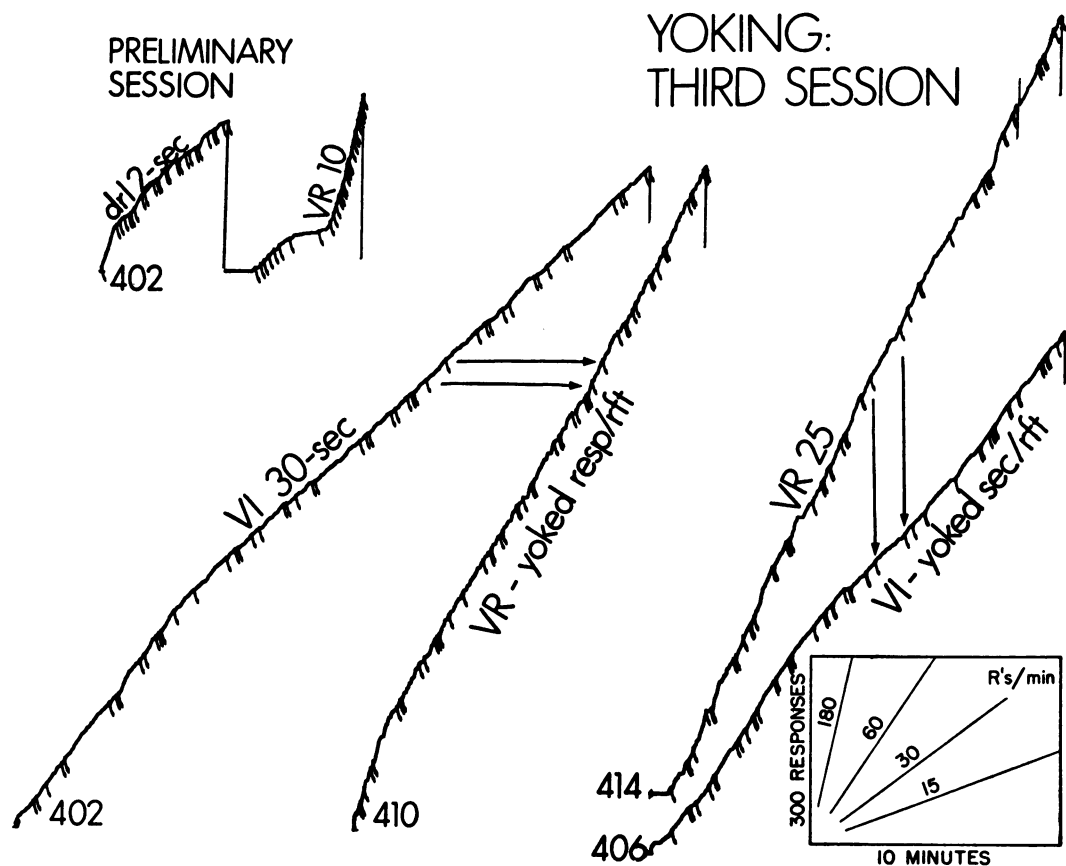 PRELIMINARY
SESSION
drl 2-sec
402
VR 10
YOKING:
THIRD SESSION
VI 30-sec
402
VR - yoked resp/rft
410
VR 25
414
VI - yoked sec/rft
406
R's/min
180
60
30
15
300 RESPONSES
10 MINUTES